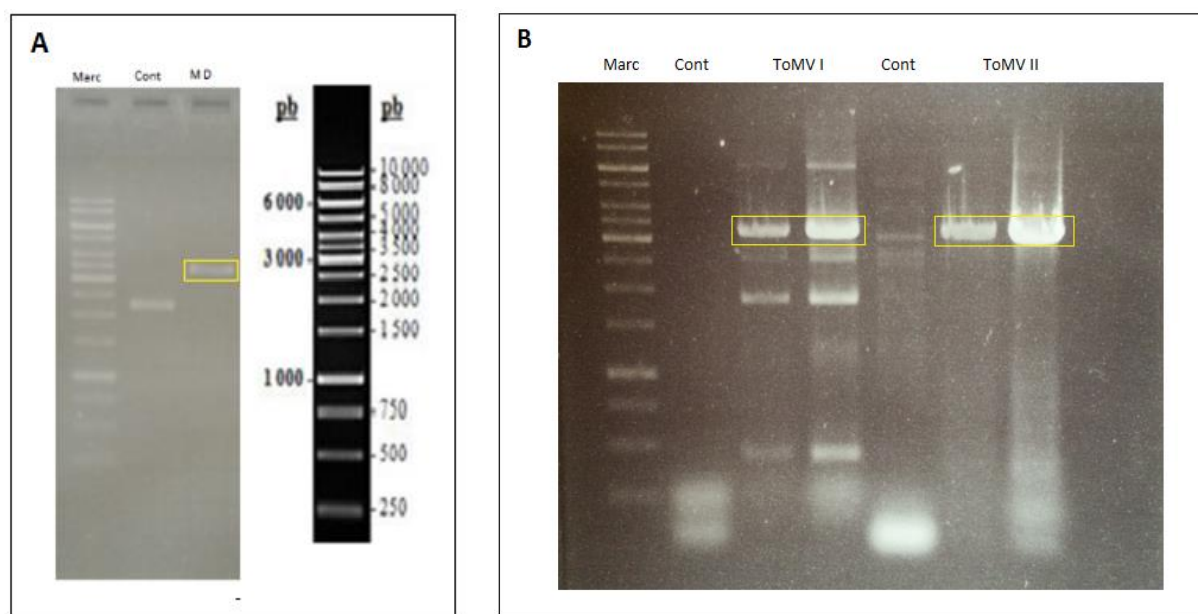 A
Marc Cont M D
pb pb
10 000
8 000
6 000
5 000
4 000
3 500
3 000
2 500
2 000
1 500
1 000
750
500
250
B
Marc Cont ToMV I Cont ToMV II